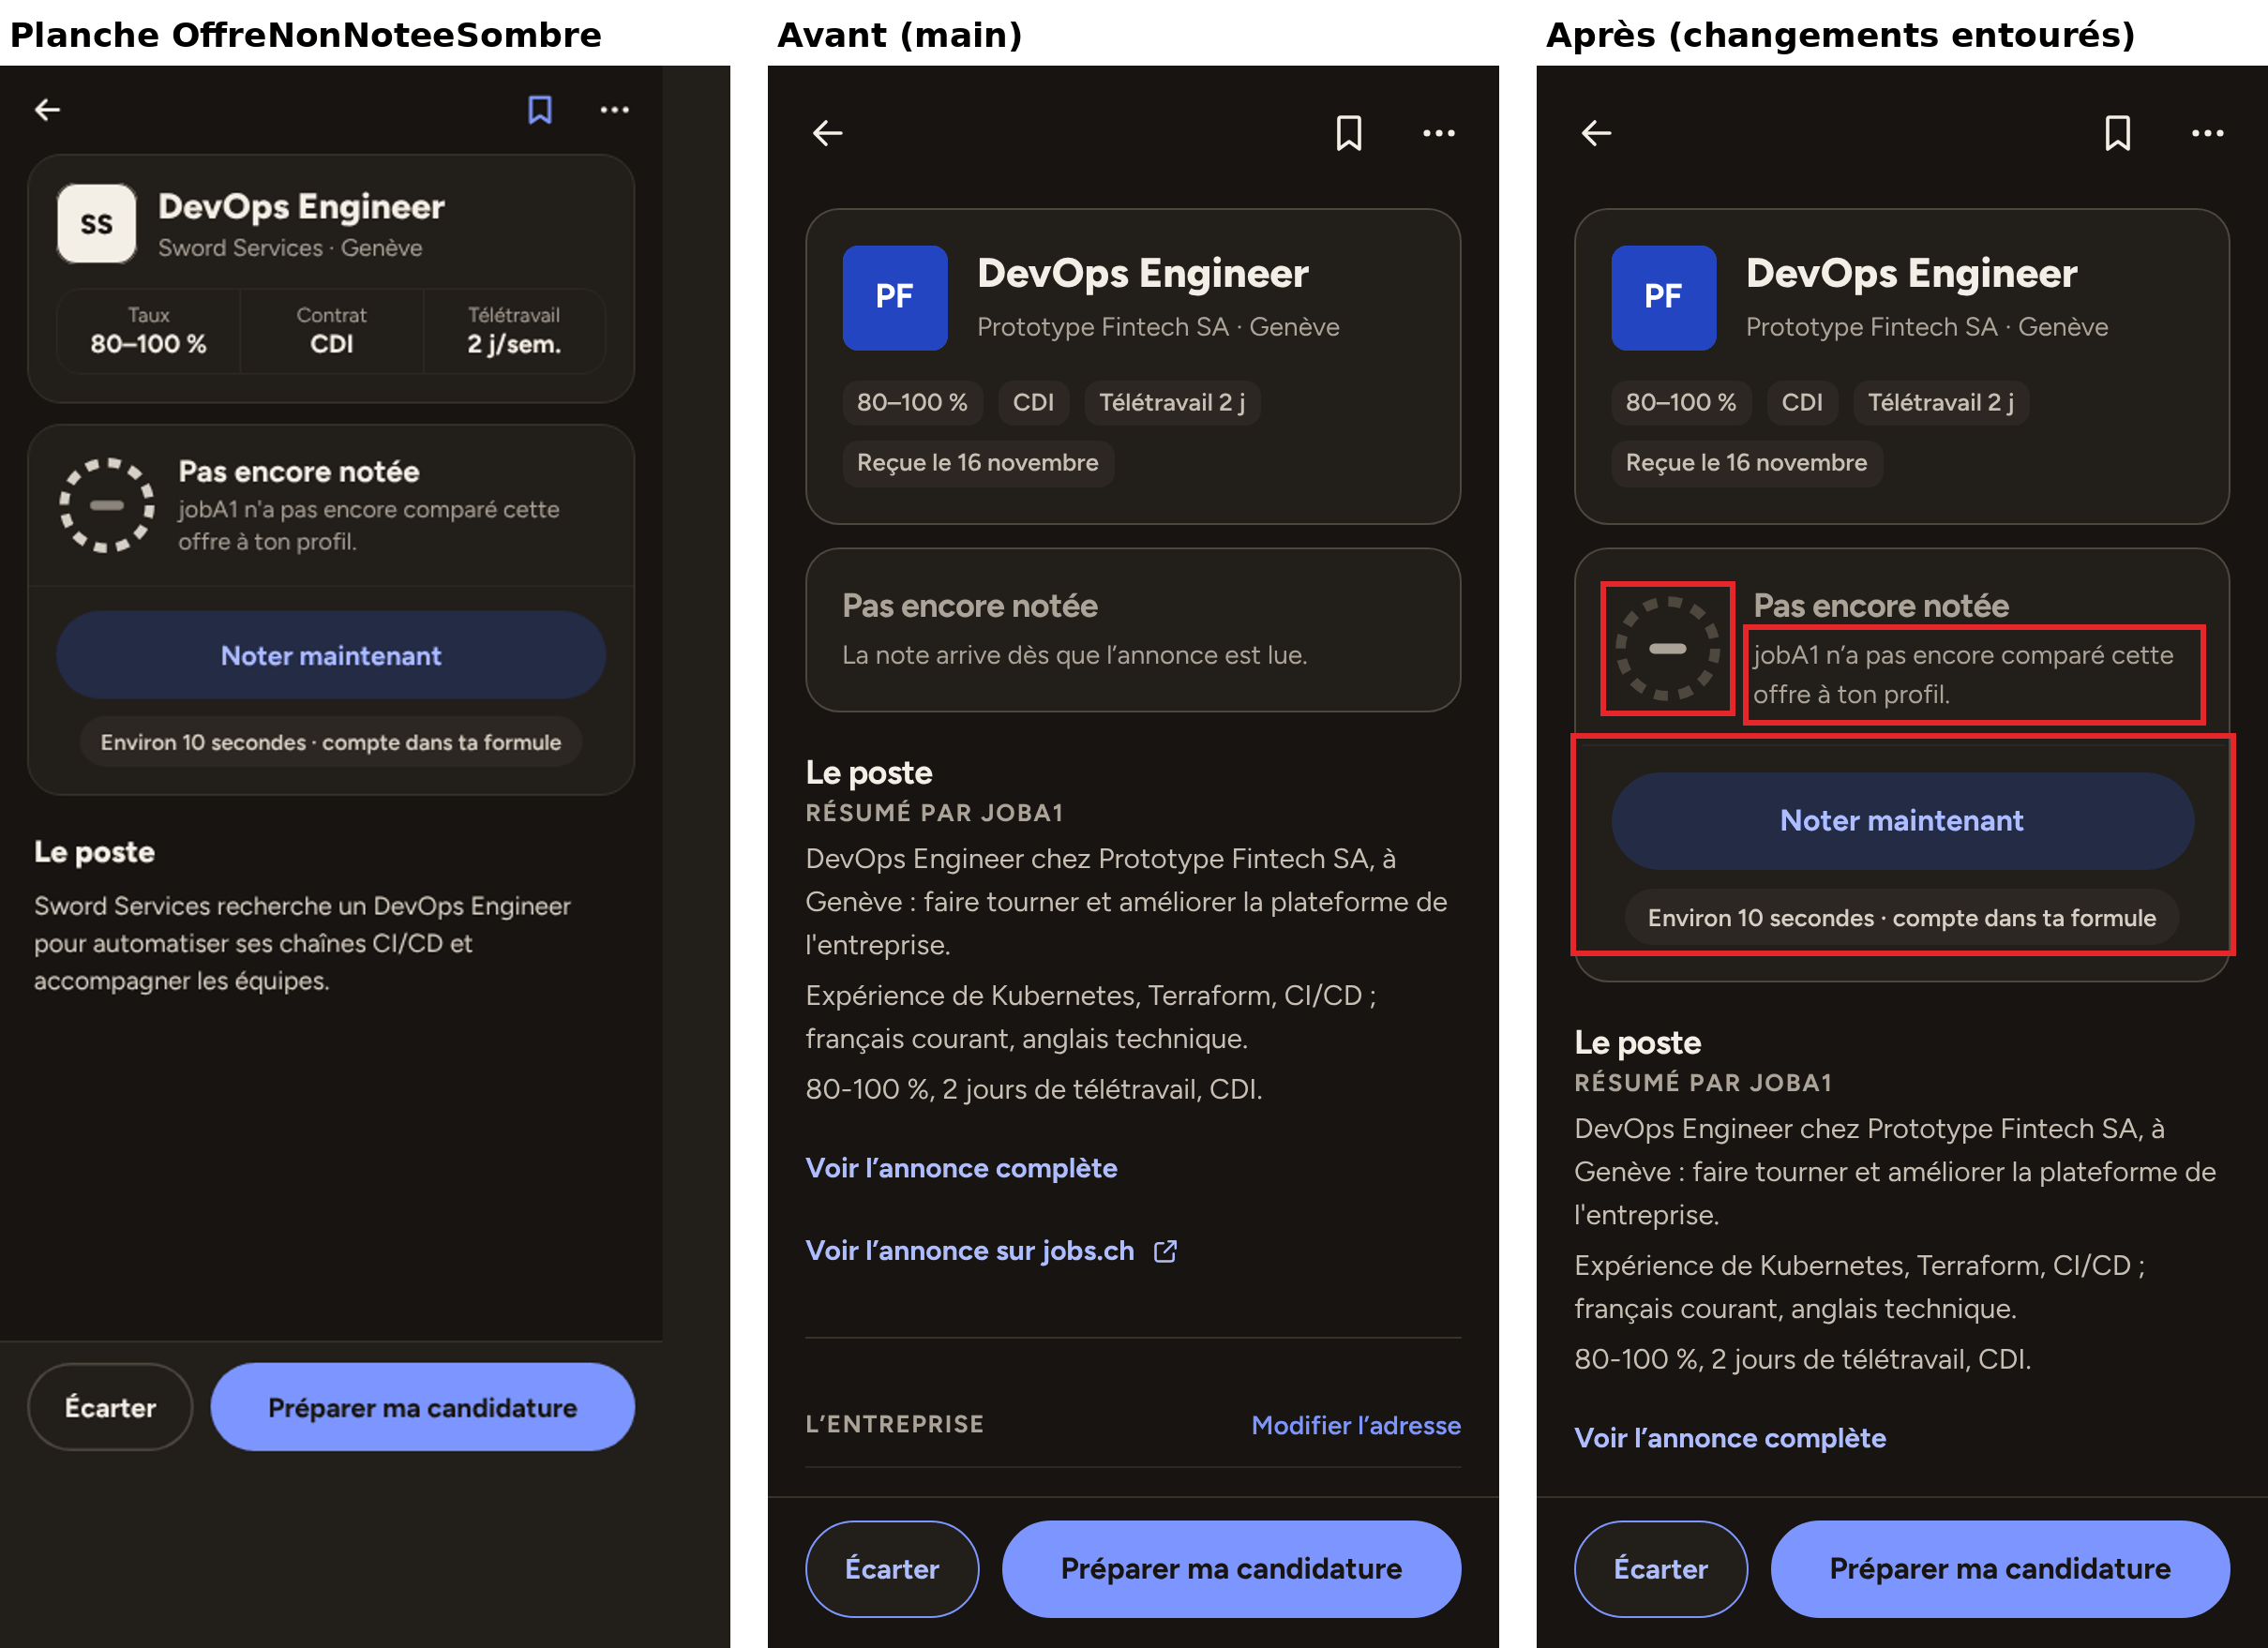 Planche OffreNonNoteeSombre
SS
DevOps Engineer
Sword Services · Genève
Taux
80–100 %
Contrat
CDI
Télétravail
2 j/sem.
Pas encore notée
jobA1 n'a pas encore comparé cette
offre à ton profil.
Noter maintenant
Environ 10 secondes · compte dans ta formule
Le poste
Sword Services recherche un DevOps Engineer
pour automatiser ses chaînes CI/CD et
accompagner les équipes.
Écarter
Préparer ma candidature
Avant (main)
PF
DevOps Engineer
Prototype Fintech SA · Genève
80–100 %
CDI
Télétravail 2 j
Reçue le 16 novembre
Pas encore notée
La note arrive dès que l’annonce est lue.
Le poste
RÉSUMÉ PAR JOBA1
DevOps Engineer chez Prototype Fintech SA, à
Genève : faire tourner et améliorer la plateforme de
l'entreprise.
Expérience de Kubernetes, Terraform, CI/CD ;
français courant, anglais technique.
80-100 %, 2 jours de télétravail, CDI.
Voir l’annonce complète
Voir l’annonce sur jobs.ch
L’ENTREPRISE
Modifier l’adresse
Écarter
Préparer ma candidature
Après (changements entourés)
PF
DevOps Engineer
Prototype Fintech SA · Genève
80–100 %
CDI
Télétravail 2 j
Reçue le 16 novembre
Pas encore notée
jobA1 n’a pas encore comparé cette
offre à ton profil.
Noter maintenant
Environ 10 secondes · compte dans ta formule
Le poste
RÉSUMÉ PAR JOBA1
DevOps Engineer chez Prototype Fintech SA, à
Genève : faire tourner et améliorer la plateforme de
l'entreprise.
Expérience de Kubernetes, Terraform, CI/CD ;
français courant, anglais technique.
80-100 %, 2 jours de télétravail, CDI.
Voir l’annonce complète
Écarter
Préparer ma candidature